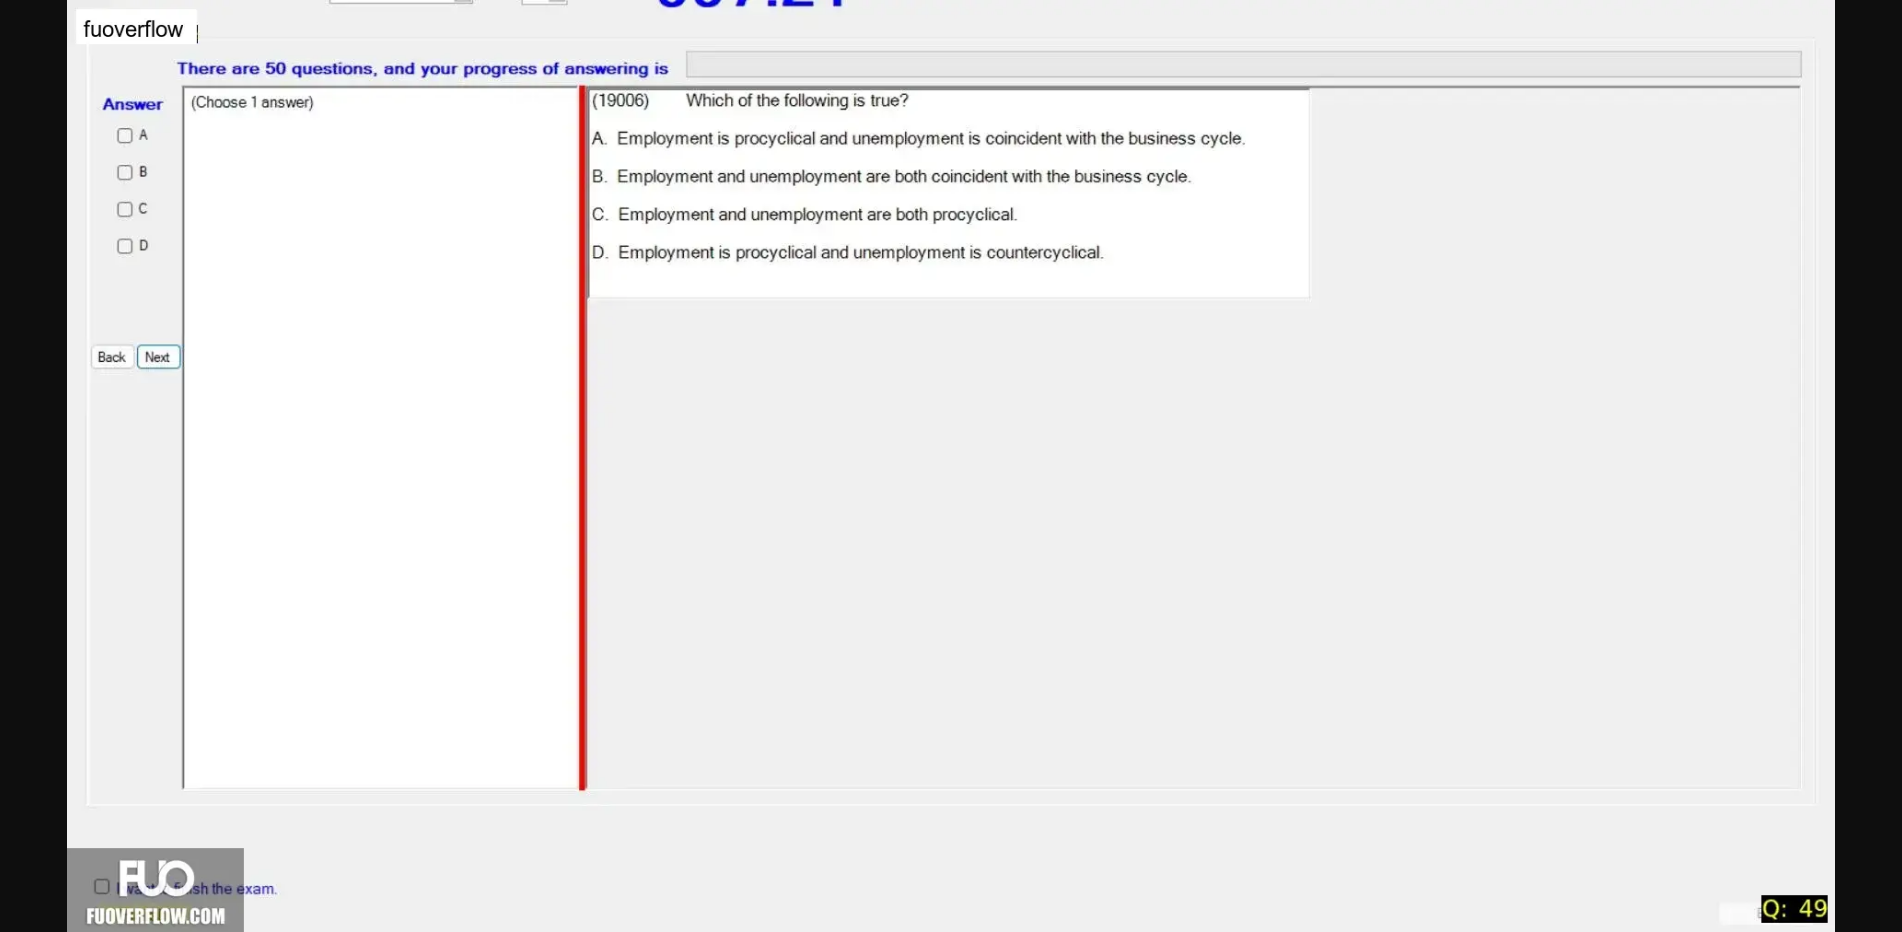 fuoverflow
There are 50 questions, and your progress of answering is
Answer
(Choose 1 answer)
A
B
C
D
Back Next
(19006) Which of the following is true?
A. Employment is procyclical and unemployment is coincident with the business cycle.
B. Employment and unemployment are both coincident with the business cycle.
C. Employment and unemployment are both procyclical.
D. Employment is procyclical and unemployment is countercyclical.
FUO
the exam.
FUOVERFLOW.COM
Q: 49